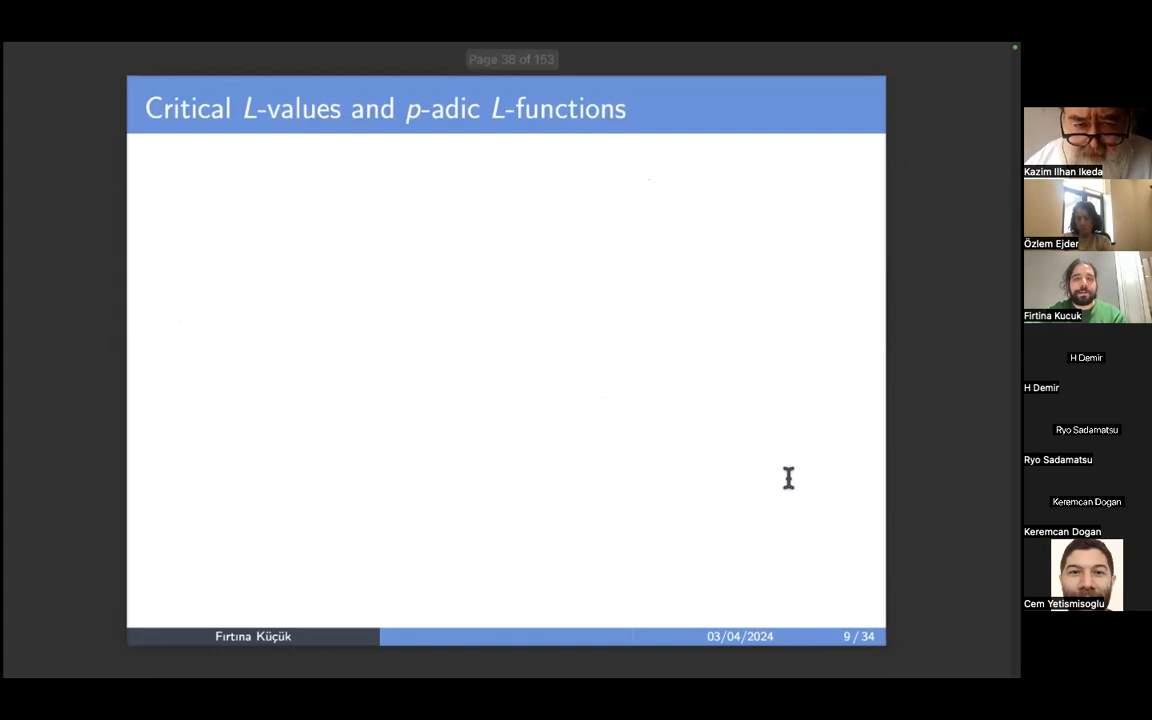 Page 38 of 153
Critical L-values and p-adic L-functions
Fırtına Küçük
03/04/2024
9 / 34
Kazim Ilhan Ikeda
Özlem Ejder
Firtina Kucuk
H Demir
H Demir
Ryo Sadamatsu
Ryo Sadamatsu
Keremcan Dogan
Keremcan Dogan
Cem Yetismisoglu